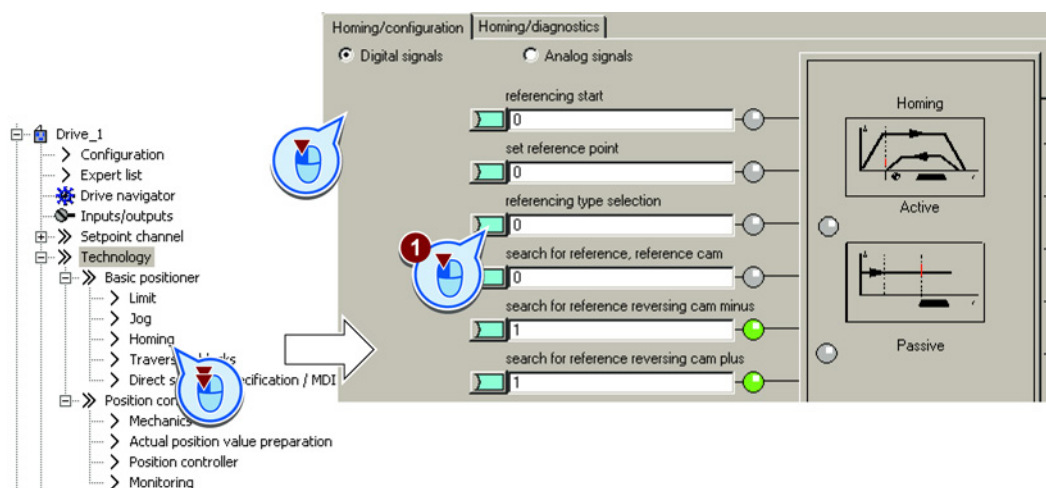 Homing/configuration Homing/diagnostics
Digital signals Analog signals
referencing start
0
set reference point
0
referencing type selection
0
search for reference, reference cam
0
search for reference reversing cam minus
1
search for reference reversing cam plus
1
Homing
Active
Passive
1
Drive_1
Configuration
Expert list
Drive navigator
Inputs/outputs
Setpoint channel
Technology
Basic positioner
Limit
Jog
Homing
Direct / MDI
Position
Mechanics
Actual position value preparation
Position controller
Monitoring